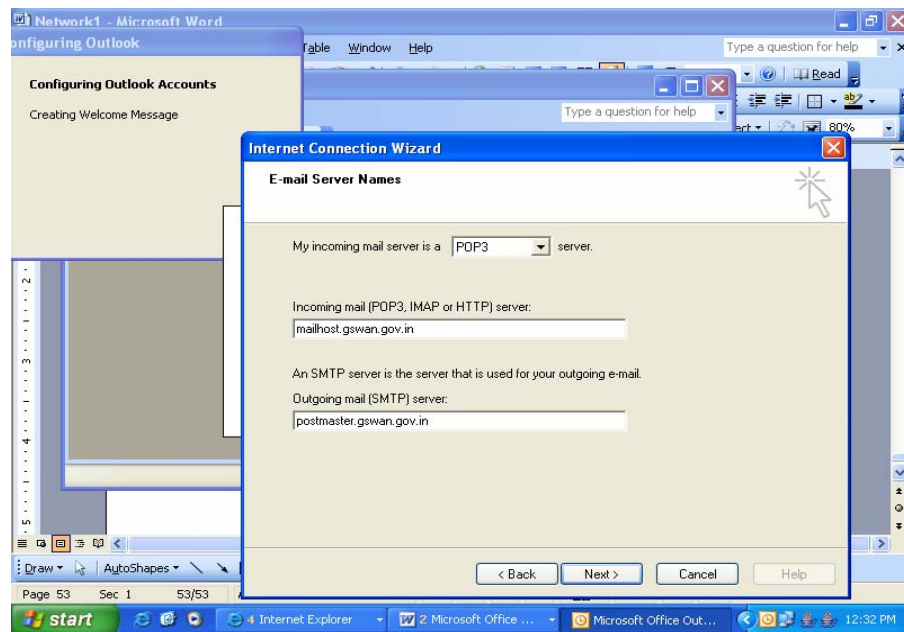 Network1 - Microsoft Word
onfiguring Outlook
Table Window Help
Type a question for help
Configuring Outlook Accounts
Read
Creating Welcome Message
Type a question for help
80%
Internet Connection Wizard
E-mail Server Names
My incoming mail server is a POP3 server.
Incoming mail (POP3, IMAP or HTTP) server:
mailhost.gswan.gov.in
An SMTP server is the server that is used for your outgoing e-mail.
Outgoing mail (SMTP) server:
postmaster.gswan.gov.in
2
3
4
5
Draw AutoShapes
< Back Next > Cancel Help
Page 53 Sec 1 53/53
start 4 Internet Explorer 2 Microsoft Office ... Microsoft Office Out... 12:32 PM